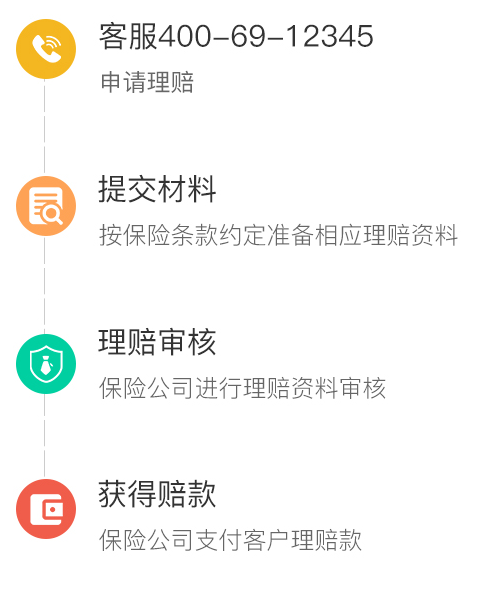 客服400-69-12345
申请理赔
提交材料
按保险条款约定准备相应理赔资料
理赔审核
保险公司进行理赔资料审核
获得赔款
保险公司支付客户理赔款